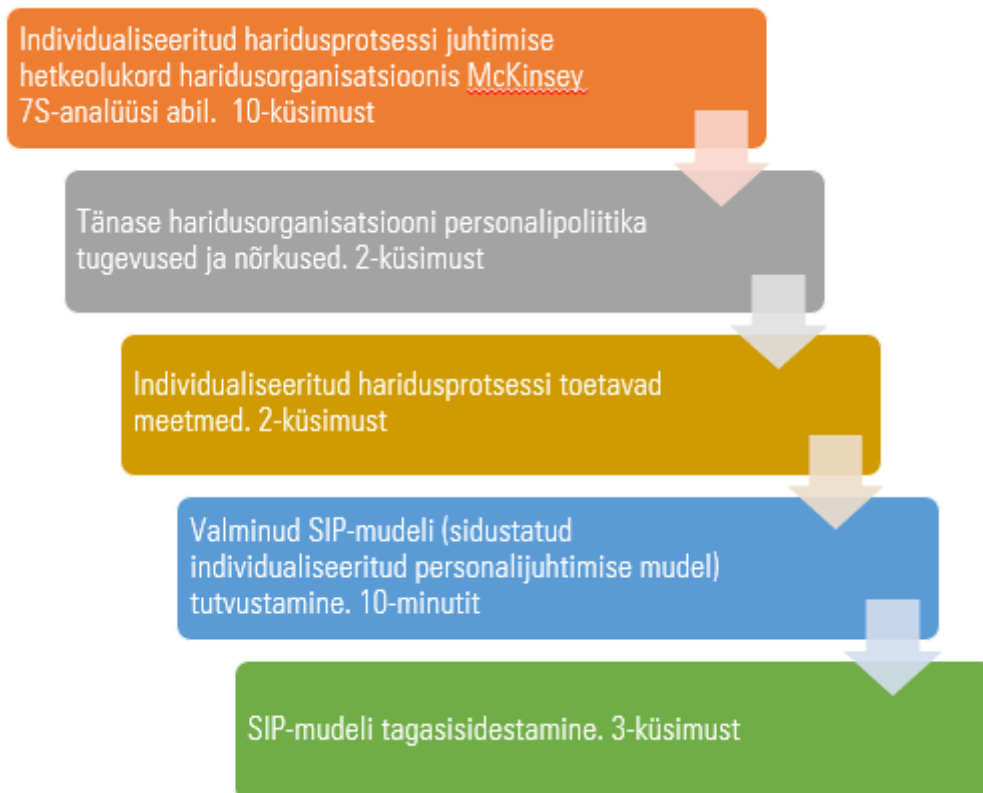 Individualiseeritud haridusprotsessi juhtimise
hetkeolukord haridusorganisatsioonis McKinsey
7S-analüüsi abil.  10-küsimust
Tänase haridusorganisatsiooni personalipoliitika
tugevused ja nõrkused. 2-küsimust
Individualiseeritud haridusprotsessi toetavad
meetmed. 2-küsimust
Valminud SIP-mudeli (sidustatud
individualiseeritud personalijuhtimise mudel)
tutvustamine. 10-minutit
SIP-mudeli tagasisidestamine. 3-küsimust